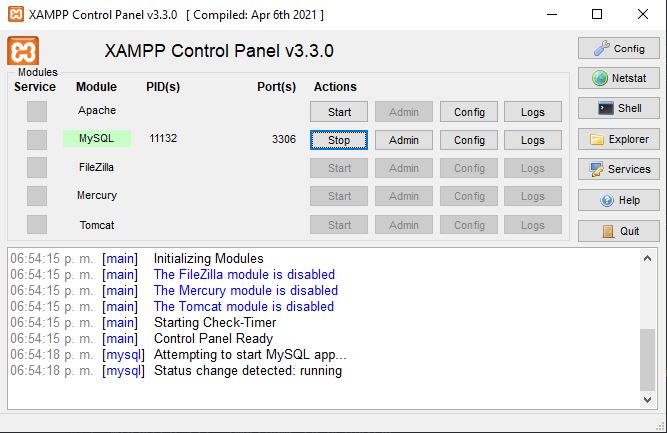 XAMPP Control Panel v3.3.0 [ Compiled: Apr 6th 2021 ]
XAMPP Control Panel v3.3.0
Config
Modules
Service Module PID(s) Port(s) Actions
Netstat
Apache Start Admin Config Logs
Shell
MySQL 11132 3306 Stop Admin Config Logs
Explorer
FileZilla Start Admin Config Logs
Services
Mercury Start Admin Config Logs
Help
Tomcat Start Admin Config Logs
Quit
06:54:15 p. m. [main] Initializing Modules
06:54:15 p. m. [main] The FileZilla module is disabled
06:54:15 p. m. [main] The Mercury module is disabled
06:54:15 p. m. [main] The Tomcat module is disabled
06:54:15 p. m. [main] Starting Check-Timer
06:54:15 p. m. [main] Control Panel Ready
06:54:18 p. m. [mysql] Attempting to start MySQL app...
06:54:18 p. m. [mysql] Status change detected: running